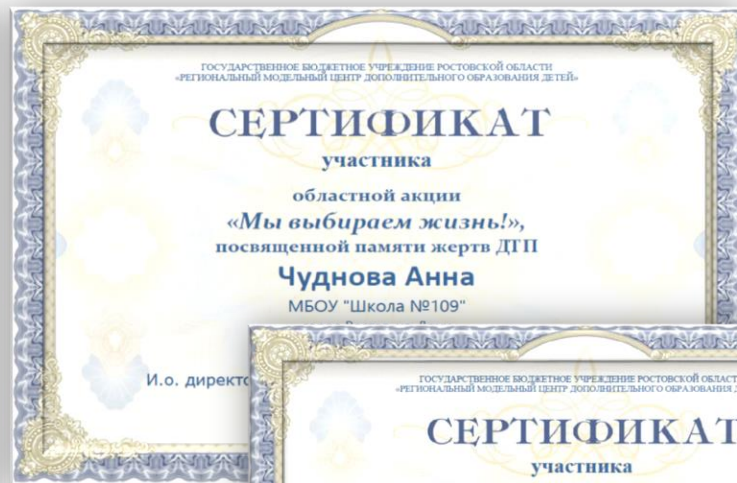 ГОСУДАРСТВЕННОЕ БЮДЖЕТНОЕ УЧРЕЖДЕНИЕ РОСТОВСКОЙ ОБЛАСТИ
«РЕГИОНАЛЬНЫЙ МОДЕЛЬНЫЙ ЦЕНТР ДОПОЛНИТЕЛЬНОГО ОБРАЗОВАНИЯ ДЕТЕЙ»
СЕРТИФИКАТ
участника
областной акции
«Мы выбираем жизнь!»,
посвященной памяти жертв ДТП
Чуднова Анна
МБОУ "Школа №109"
И.о. директо
ГОСУДАРСТВЕННОЕ БЮДЖЕТНОЕ УЧРЕЖДЕНИЕ РОСТОВСКОЙ ОБЛАСТ
«РЕГИОНАЛЬНЫЙ МОДЕЛЬНЫЙ ЦЕНТР ДОПОЛНИТЕЛЬНОГО ОБРАЗОВАНИЯ
СЕРТИФИКАТ
участника